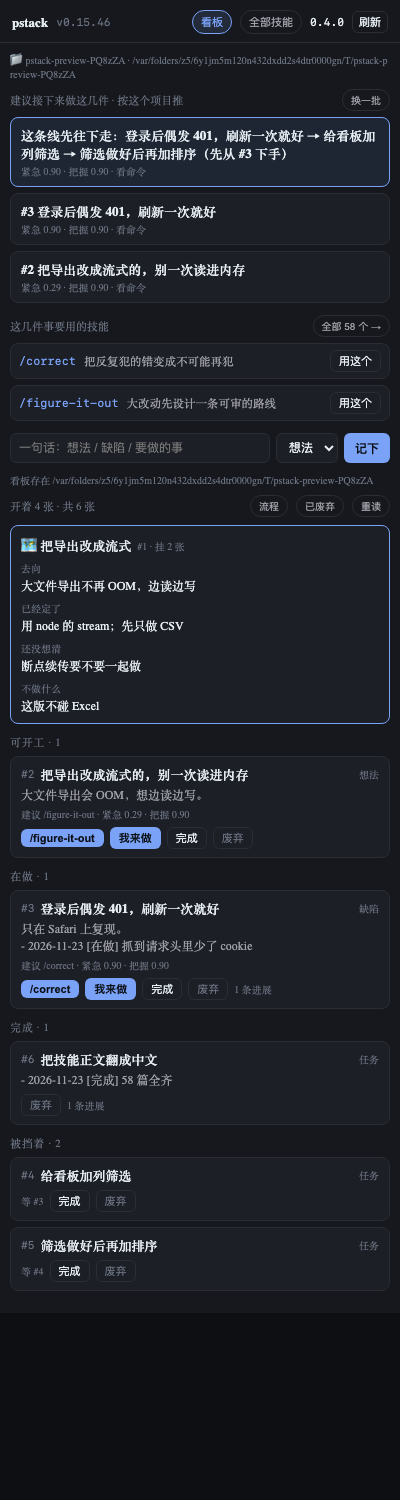 pstack v0.15.46 看板 全部技能 0.4.0 刷新
pstack-preview-PQ8zZA · /var/folders/z5/6y1jm5m120n432dxdd2s4dtr0000gn/T/pstack-p
review-PQ8zZA
建议接下来做这几件 · 按这个项目推 换一批
这条线先往下走：登录后偶发 401，刷新一次就好 → 给看板加
列筛选 → 筛选做好后再加排序（先从 #3 下手）
紧急 0.90 · 把握 0.90 · 看命令
#3 登录后偶发 401，刷新一次就好
紧急 0.90 · 把握 0.90 · 看命令
#2 把导出改成流式的，别一次读进内存
紧急 0.29 · 把握 0.90 · 看命令
这几件事要用的技能 全部 58 个 →
/correct 把反复犯的错变成不可能再犯 用这个
/figure-it-out 大改动先设计一条可审的路线 用这个
一句话：想法 / 缺陷 / 要做的事 想法 记下
看板存在 /var/folders/z5/6y1jm5m120n432dxdd2s4dtr0000gn/T/pstack-preview-PQ8zZA
开着 4 张 · 共 6 张 流程 已废弃 重读
把导出改成流式 #1 · 挂 2 张
去向
大文件导出不再 OOM，边读边写
已经定了
用 node 的 stream；先只做 CSV
还没想清
断点续传要不要一起做
不做什么
这版不碰 Excel
可开工 · 1
#2 把导出改成流式的，别一次读进内存 想法
大文件导出会 OOM，想边读边写。
建议 /figure-it-out · 紧急 0.29 · 把握 0.90
/figure-it-out 我来做 完成 废弃
在做 · 1
#3 登录后偶发 401，刷新一次就好 缺陷
只在 Safari 上复现。
- 2026-11-23 [在做] 抓到请求头里少了 cookie
建议 /correct · 紧急 0.90 · 把握 0.90
/correct 我来做 完成 废弃 1 条进展
完成 · 1
#6 把技能正文翻成中文 任务
- 2026-11-23 [完成] 58 篇全齐
废弃 1 条进展
被挡着 · 2
#4 给看板加列筛选 任务
等 #3 完成 废弃
#5 筛选做好后再加排序 任务
等 #4 完成 废弃